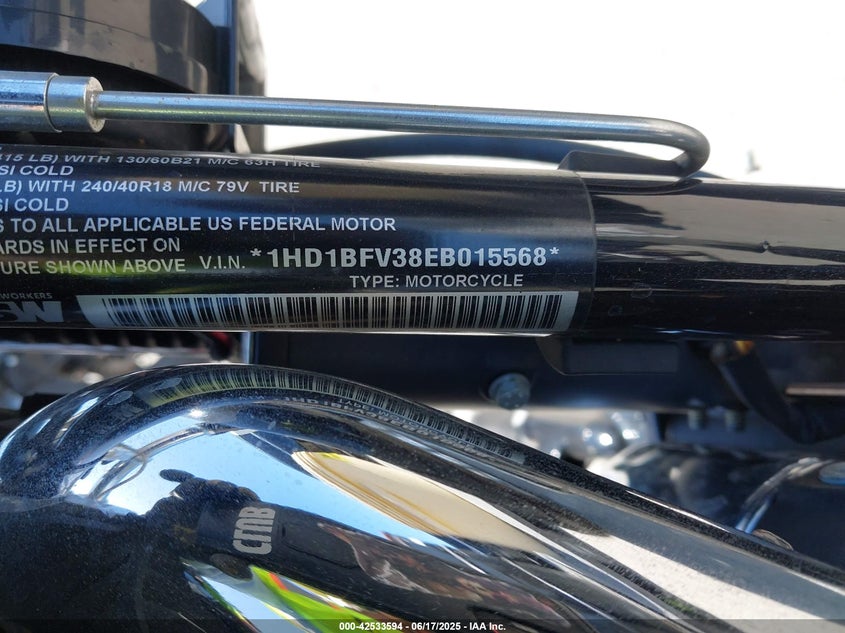 15 LB) WITH 130/60B21 M/C 63H TIRE
SI COLD
LB) WITH 240/40R18 M/C 79V TIRE
SI COLD
S TO ALL APPLICABLE US FEDERAL MOTOR
ARDS IN EFFECT ON
URE SHOWN ABOVE V.I.N. *1HD1BFV38EB015568*
TYPE: MOTORCYCLE
WORKERS
000-42533594 - 06/17/2025 - IAA Inc.